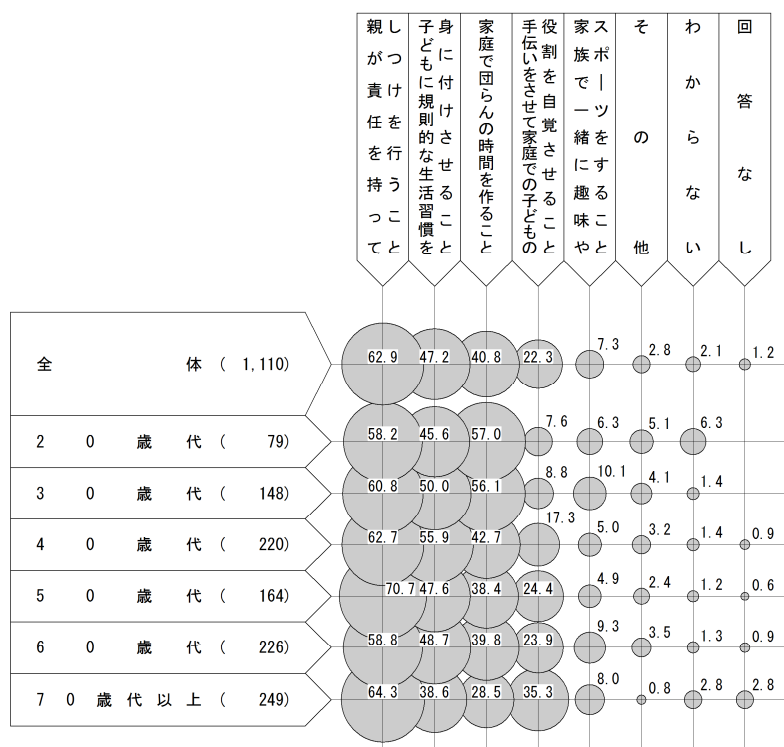 親が責任を持って
しつけを行うこと
子どもに規則的な生活習慣を
身に付けさせること
家庭で団らんの時間を作ること
手伝いをさせて家庭での子どもの
役割を自覚させること
家族で一緒に趣味や
スポーツをすること
その他
わからない
回答なし
全体( 1,110) 62.9 47.2 40.8 22.3 7.3 2.8 2.1 1.2
20歳代( 79) 58.2 45.6 57.0 7.6 6.3 5.1 6.3
30歳代( 148) 60.8 50.0 56.1 8.8 10.1 4.1 1.4
40歳代( 220) 62.7 55.9 42.7 17.3 5.0 3.2 1.4 0.9
50歳代( 164) 70.7 47.6 38.4 24.4 4.9 2.4 1.2 0.6
60歳代( 226) 58.8 48.7 39.8 23.9 9.3 3.5 1.3 0.9
70歳代以上( 249) 64.3 38.6 28.5 35.3 8.0 0.8 2.8 2.8